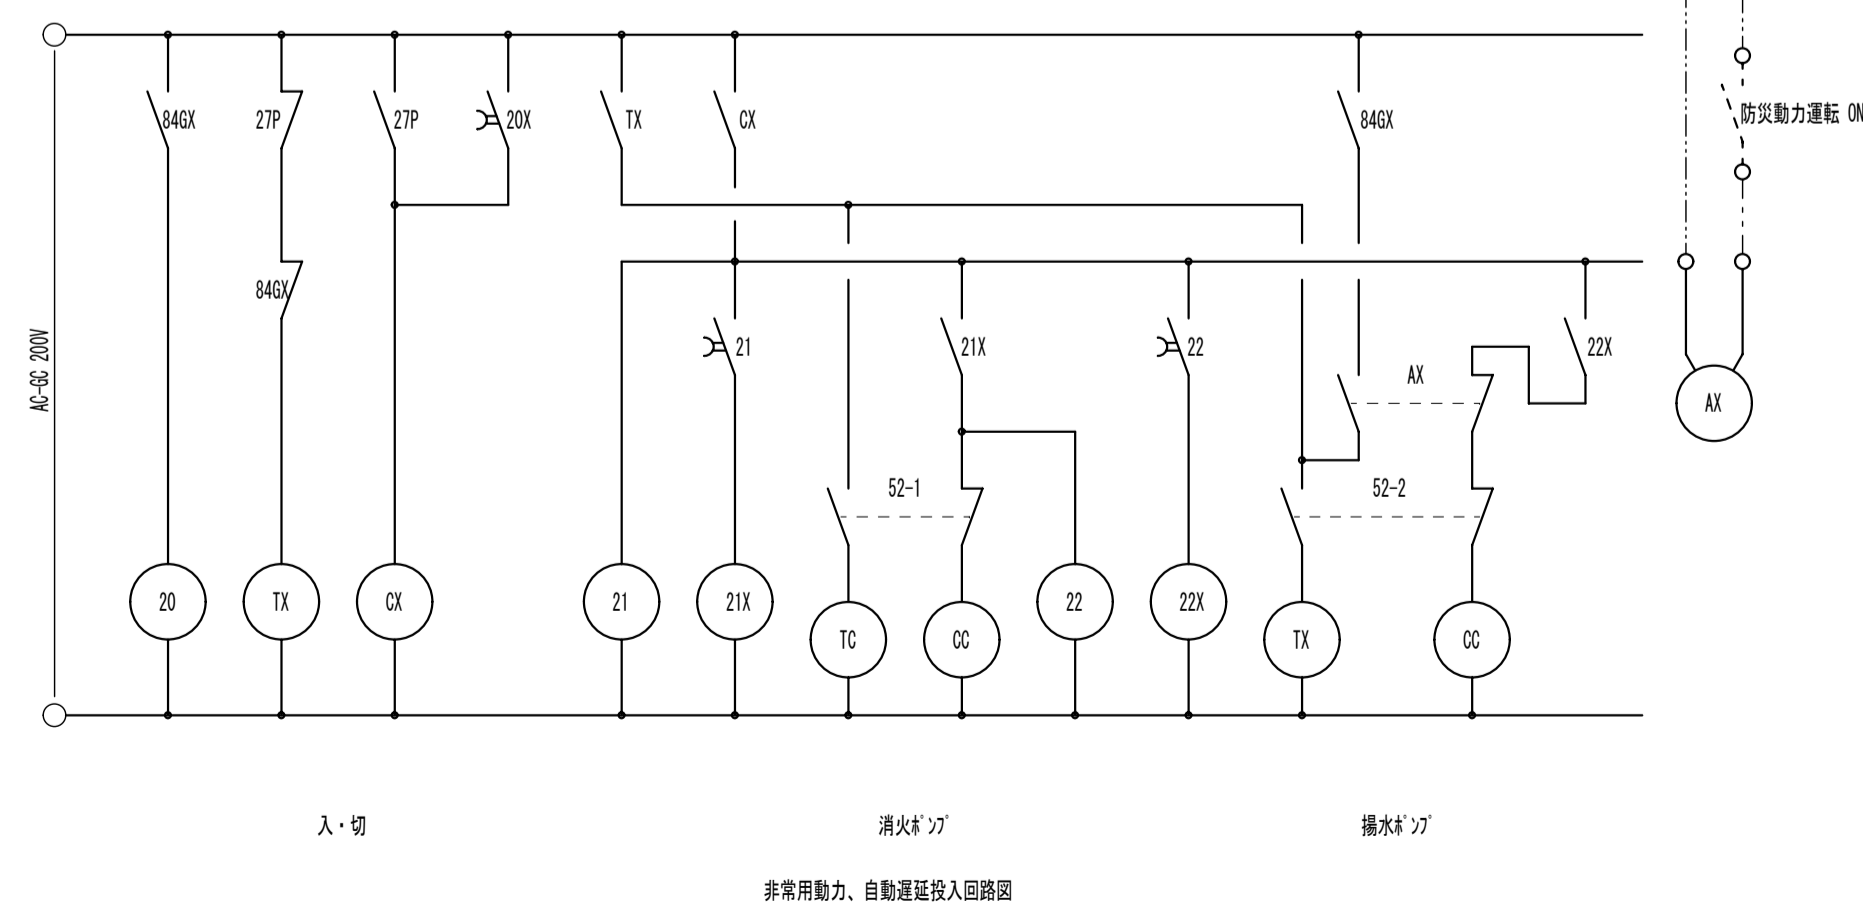 84GX
27P
27P
20X
TX
CX
84GX
防災動力運転 ON
84GX
AC-GC 200V
21
21X
22
AX
22X
AX
52-1
52-2
20
TX
CX
21
21X
TC
CC
22
22X
TX
CC
入・切
消火ﾎﾟﾝﾌﾟ
揚水ﾎﾟﾝﾌﾟ
非常用動力、自動遅延投入回路図